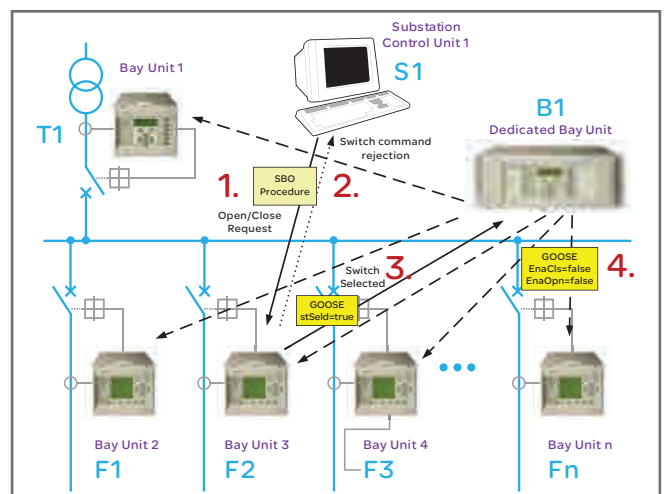 Substation
Control Unit 1
S1
Bay Unit 1
T1
B1
Dedicated Bay Unit
Switch command
rejection
1.
SBO
Procedure
2.
Open/Close
Request
3.
Switch
Selected
GOOSE
stSeld=true
GOOSE
EnaCls=false
EnaOpn=false
4.
Bay Unit 2
F1
Bay Unit 3
F2
Bay Unit 4
F3
Bay Unit n
Fn